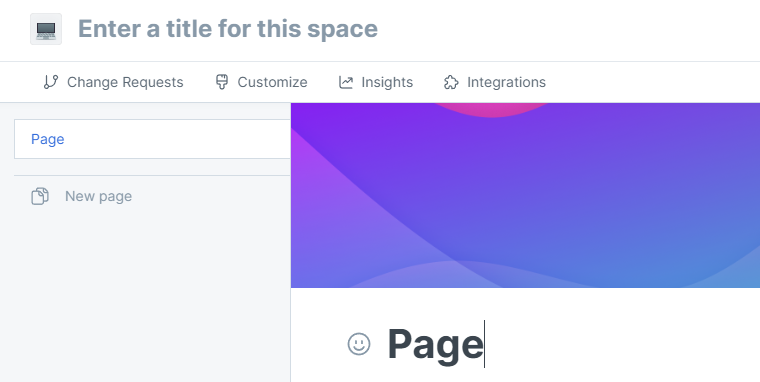 Enter a title for this space
Change Requests Customize Insights Integrations
Page
New page
Page